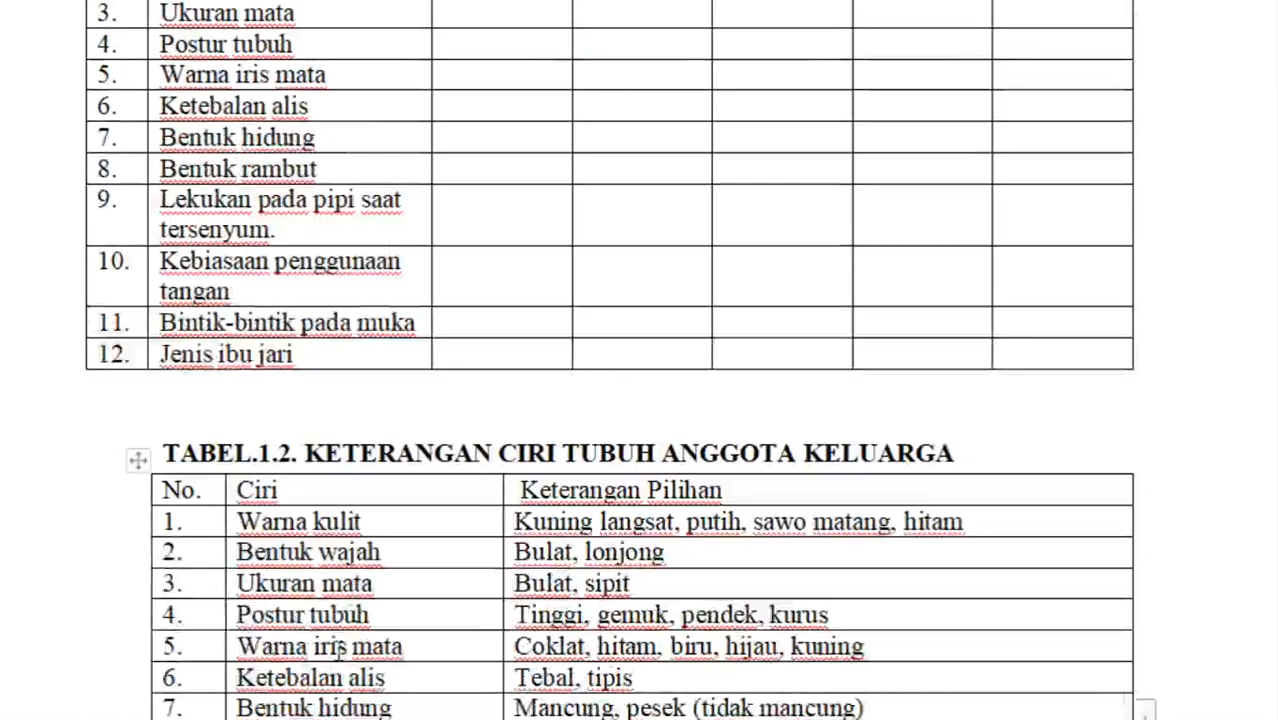 3. Ukuran mata
4. Postur tubuh
5. Warna iris mata
6. Ketebalan alis
7. Bentuk hidung
8. Bentuk rambut
9. Lekukan pada pipi saat
tersenyum.
10. Kebiasaan penggunaan
tangan
11. Bintik-bintik pada muka
12. Jenis ibu jari
TABEL.1.2. KETERANGAN CIRI TUBUH ANGGOTA KELUARGA
No. Ciri Keterangan Pilihan
1. Warna kulit Kuning langsat, putih, sawo matang, hitam
2. Bentuk wajah Bulat, lonjong
3. Ukuran mata Bulat, sipit
4. Postur tubuh Tinggi, gemuk, pendek, kurus
5. Warna iris mata Coklat, hitam, biru, hijau, kuning
6. Ketebalan alis Tebal, tipis
7. Bentuk hidung Mancung, pesek (tidak mancung)